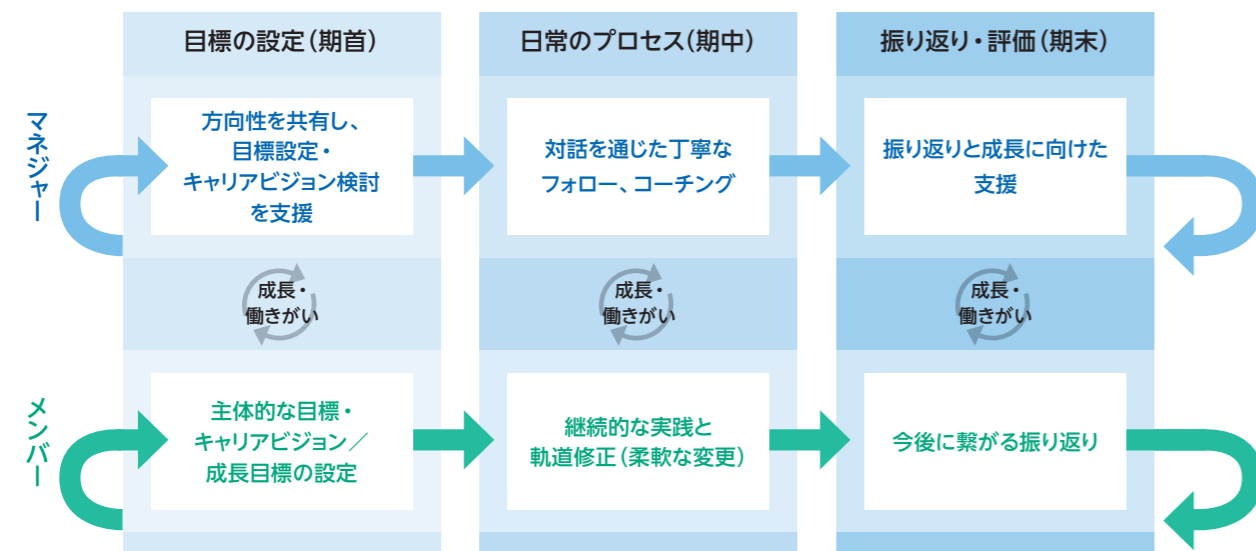 目標の設定（期首）
日常のプロセス（期中）
振り返り・評価（期末）
マネジャー
方向性を共有し、
目標設定・
キャリアビジョン検討
を支援
対話を通じた丁寧な
フォロー、コーチング
振り返りと成長に向けた
支援
成長・
働きがい
成長・
働きがい
成長・
働きがい
メンバー
主体的な目標・
キャリアビジョン／
成長目標の設定
継続的な実践と
軌道修正（柔軟な変更）
今後に繋がる振り返り